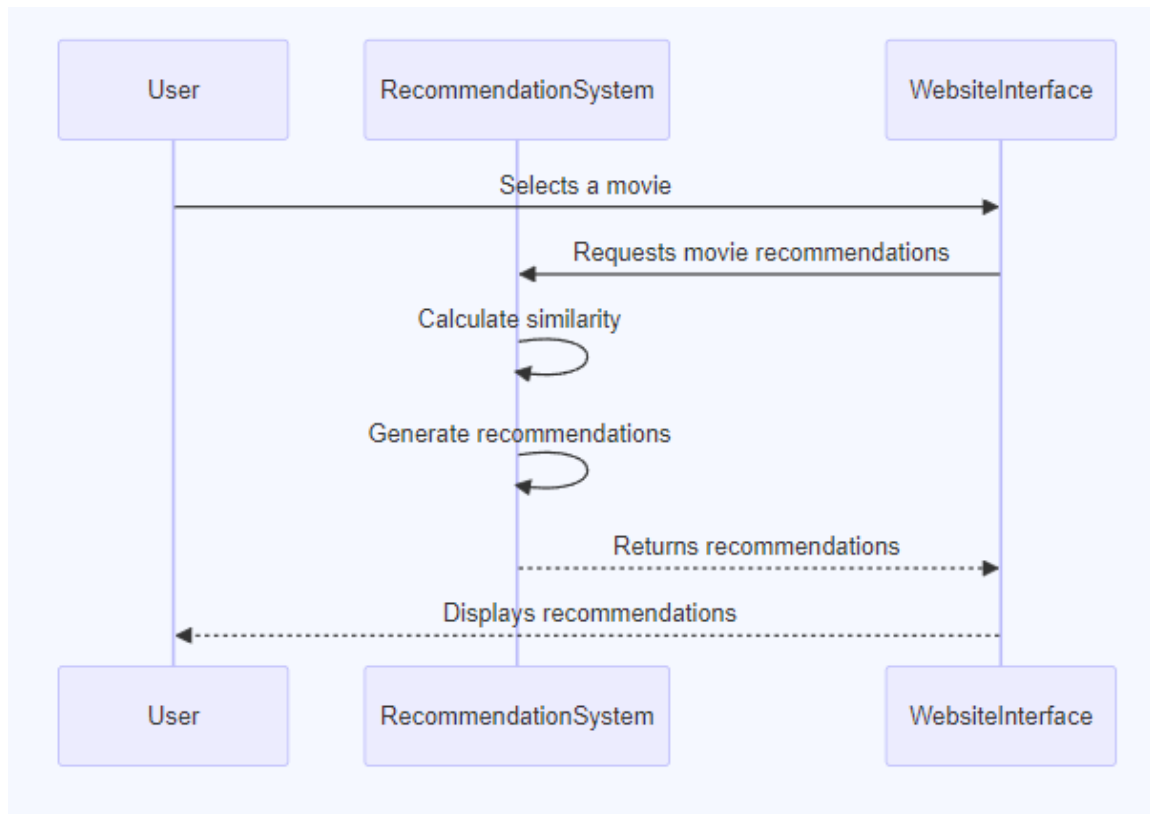 User
RecommendationSystem
WebsiteInterface
Selects a movie
Requests movie recommendations
Calculate similarity
Generate recommendations
Returns recommendations
Displays recommendations
User
RecommendationSystem
WebsiteInterface